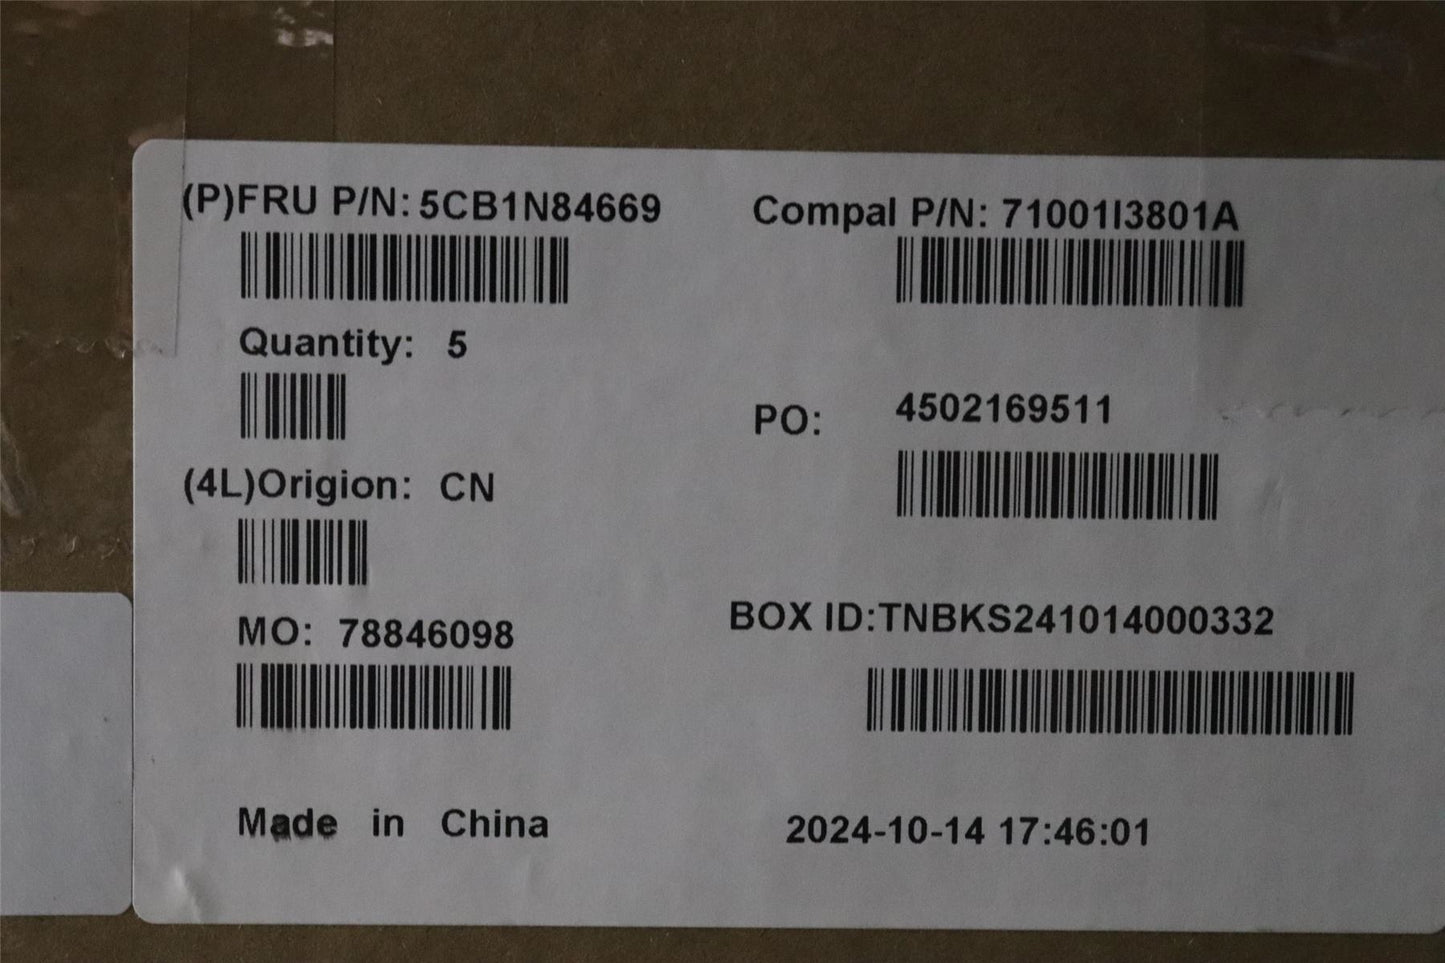 (P)FRU P/N: 5CB1N84669
Compal P/N: 71001I3801A
Quantity: 5
PO: 4502169511
(4L)Origion: CN
BOX ID:TNBKS241014000332
MO: 78846098
Made in China
2024-10-14 17:46:01